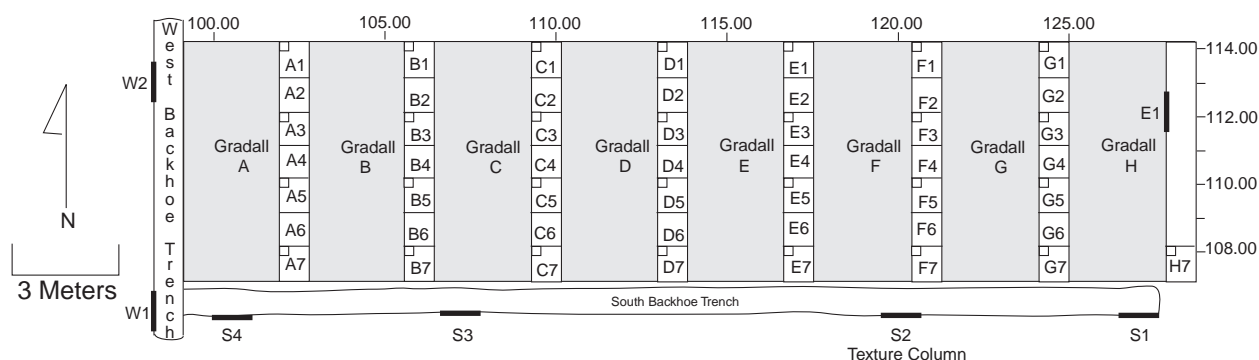 100.00 105.00 110.00 115.00 120.00 125.00
114.00
112.00
110.00
108.00
West Backhoe Trench
W2
W1
N
3 Meters
Gradall A
A1
A2
A3
A4
A5
A6
A7
Gradall B
B1
B2
B3
B4
B5
B6
B7
Gradall C
C1
C2
C3
C4
C5
C6
C7
Gradall D
D1
D2
D3
D4
D5
D6
D7
Gradall E
E1
E2
E3
E4
E5
E6
E7
Gradall F
F1
F2
F3
F4
F5
F6
F7
Gradall G
G1
G2
G3
G4
G5
G6
G7
Gradall H
E1
H7
South Backhoe Trench
S4
S3
S2
S1
Texture Column